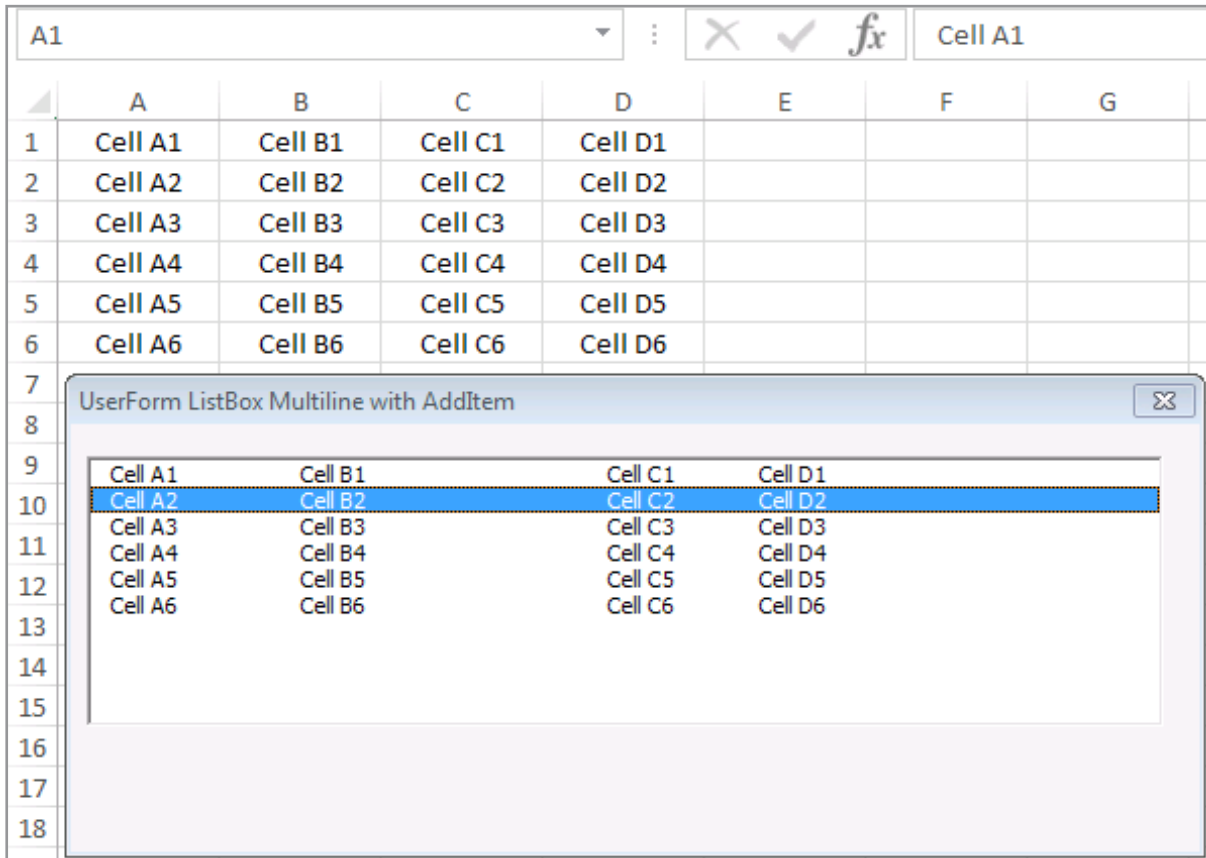 A1 fx Cell A1
A B C D E F G
1 Cell A1 Cell B1 Cell C1 Cell D1
2 Cell A2 Cell B2 Cell C2 Cell D2
3 Cell A3 Cell B3 Cell C3 Cell D3
4 Cell A4 Cell B4 Cell C4 Cell D4
5 Cell A5 Cell B5 Cell C5 Cell D5
6 Cell A6 Cell B6 Cell C6 Cell D6
7
UserForm ListBox Multiline with AddItem
8
9 Cell A1 Cell B1 Cell C1 Cell D1
10 Cell A2 Cell B2 Cell C2 Cell D2
Cell A3 Cell B3 Cell C3 Cell D3
11 Cell A4 Cell B4 Cell C4 Cell D4
12 Cell A5 Cell B5 Cell C5 Cell D5
Cell A6 Cell B6 Cell C6 Cell D6
13
14
15
16
17
18